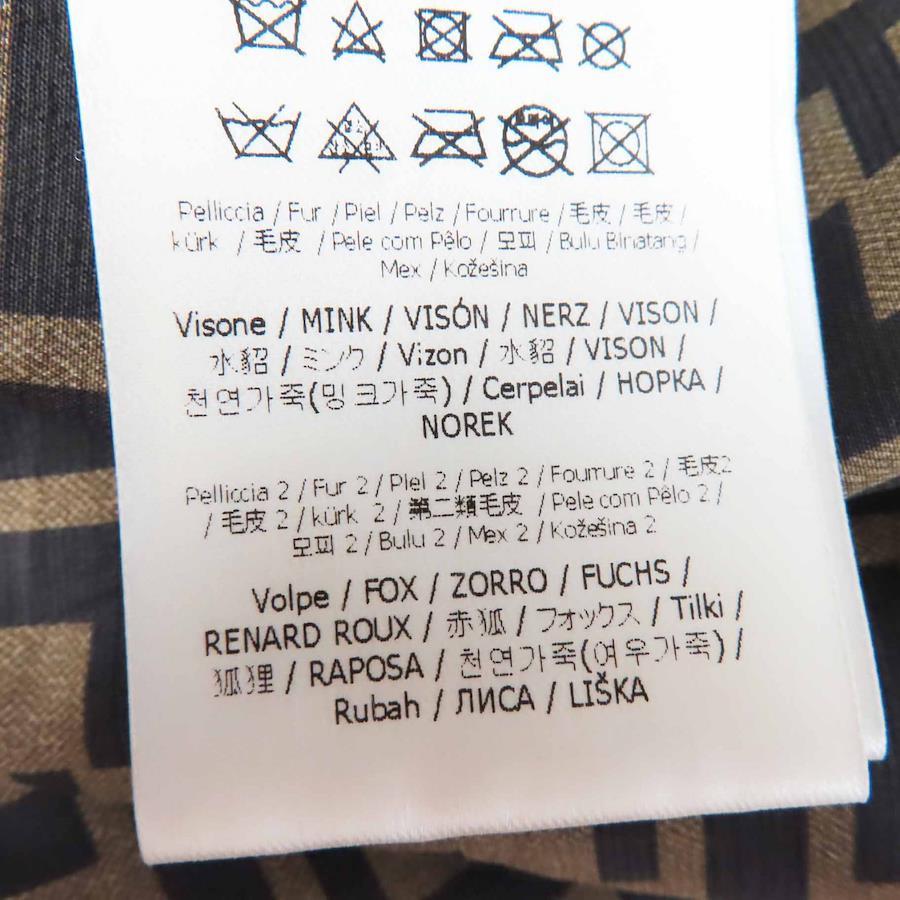 Pelliccia / Fur / Piel / Pelz / Fourrure / 毛皮 / 毛皮 /
kürk / 毛皮 / Pele com Pêlo / 모피 / Bulu Binatang /
Mex / Kožešina
Visone / MINK / VISÓN / NERZ / VISON /
水貂 / ミンク / Vizon / 水貂 / VISON /
천연가죽(밍크가죽) / Cerpelai / НОРКА /
NOREK
Pelliccia 2 / Fur 2 / Piel 2 / Pelz 2 / Fourrure 2 / 毛皮2
/ 毛皮 2 / kürk 2 / 第二類毛皮 / Pele com Pêlo 2 /
모피 2 / Bulu 2 / Mex 2 / Kožešina 2
Volpe / FOX / ZORRO / FUCHS /
RENARD ROUX / 赤狐 / フォックス / Tilki /
狐狸 / RAPOSA / 천연가죽(여우가죽) /
Rubah / ЛИСА / LIŠKA